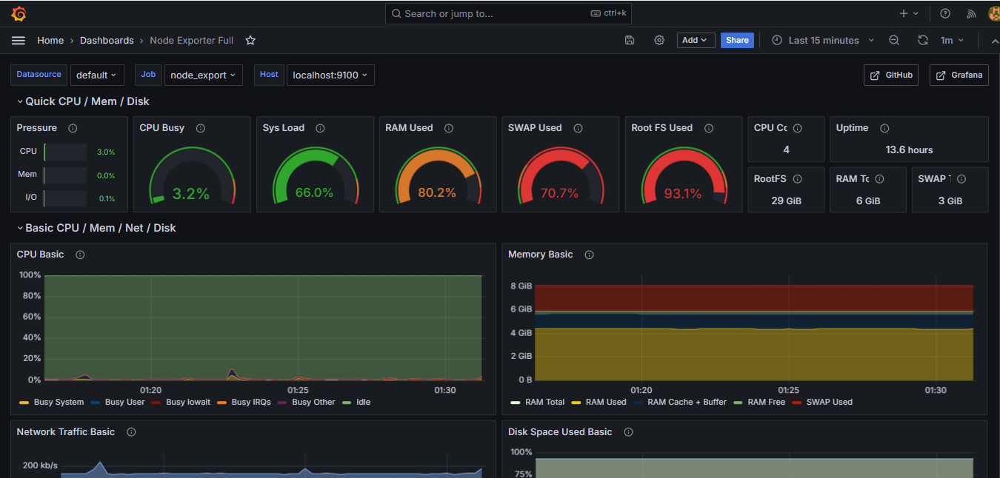 Search or jump to... ctrl+k
Home › Dashboards › Node Exporter Full Add Share Last 15 minutes 1m
Datasource default Job node_export Host localhost:9100 GitHub Grafana
Quick CPU / Mem / Disk
Pressure CPU Busy Sys Load RAM Used SWAP Used Root FS Used CPU Co Uptime
CPU 3.0%
Mem 0.0%
I/O 0.1%
3.2% 66.0% 80.2% 70.7% 93.1%
4 13.6 hours
RootFS RAM To SWAP T
29 GiB 6 GiB 3 GiB
Basic CPU / Mem / Net / Disk
CPU Basic
100%
80%
60%
40%
20%
0%
01:20 01:25 01:30
Busy System Busy User Busy Iowait Busy IRQs Busy Other Idle
Memory Basic
8 GiB
6 GiB
4 GiB
2 GiB
0 B
01:20 01:25 01:30
RAM Total RAM Used RAM Cache + Buffer RAM Free SWAP Used
Network Traffic Basic
200 kb/s
Disk Space Used Basic
100%
75%